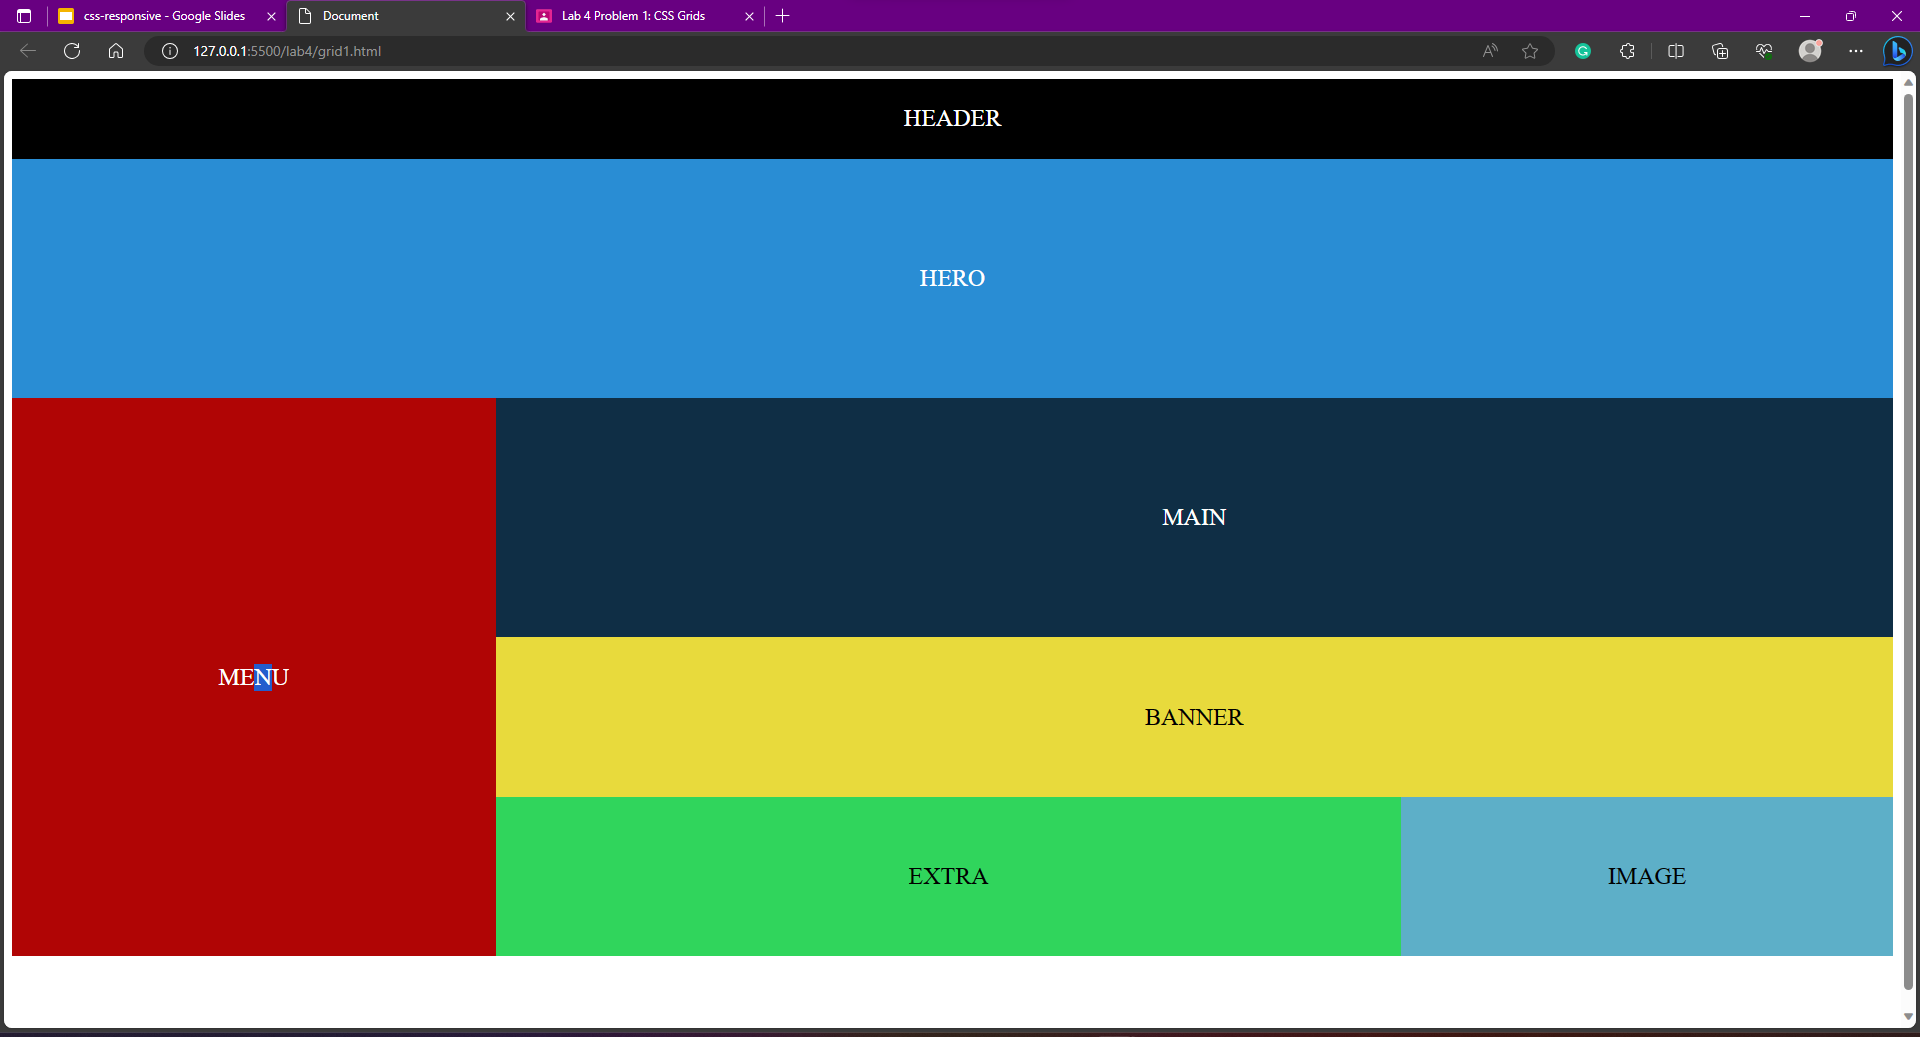 css-responsive - Google Slides
Document
Lab 4 Problem 1: CSS Grids
127.0.0.1:5500/lab4/grid1.html
HEADER
HERO
MAIN
MENU
BANNER
EXTRA
IMAGE